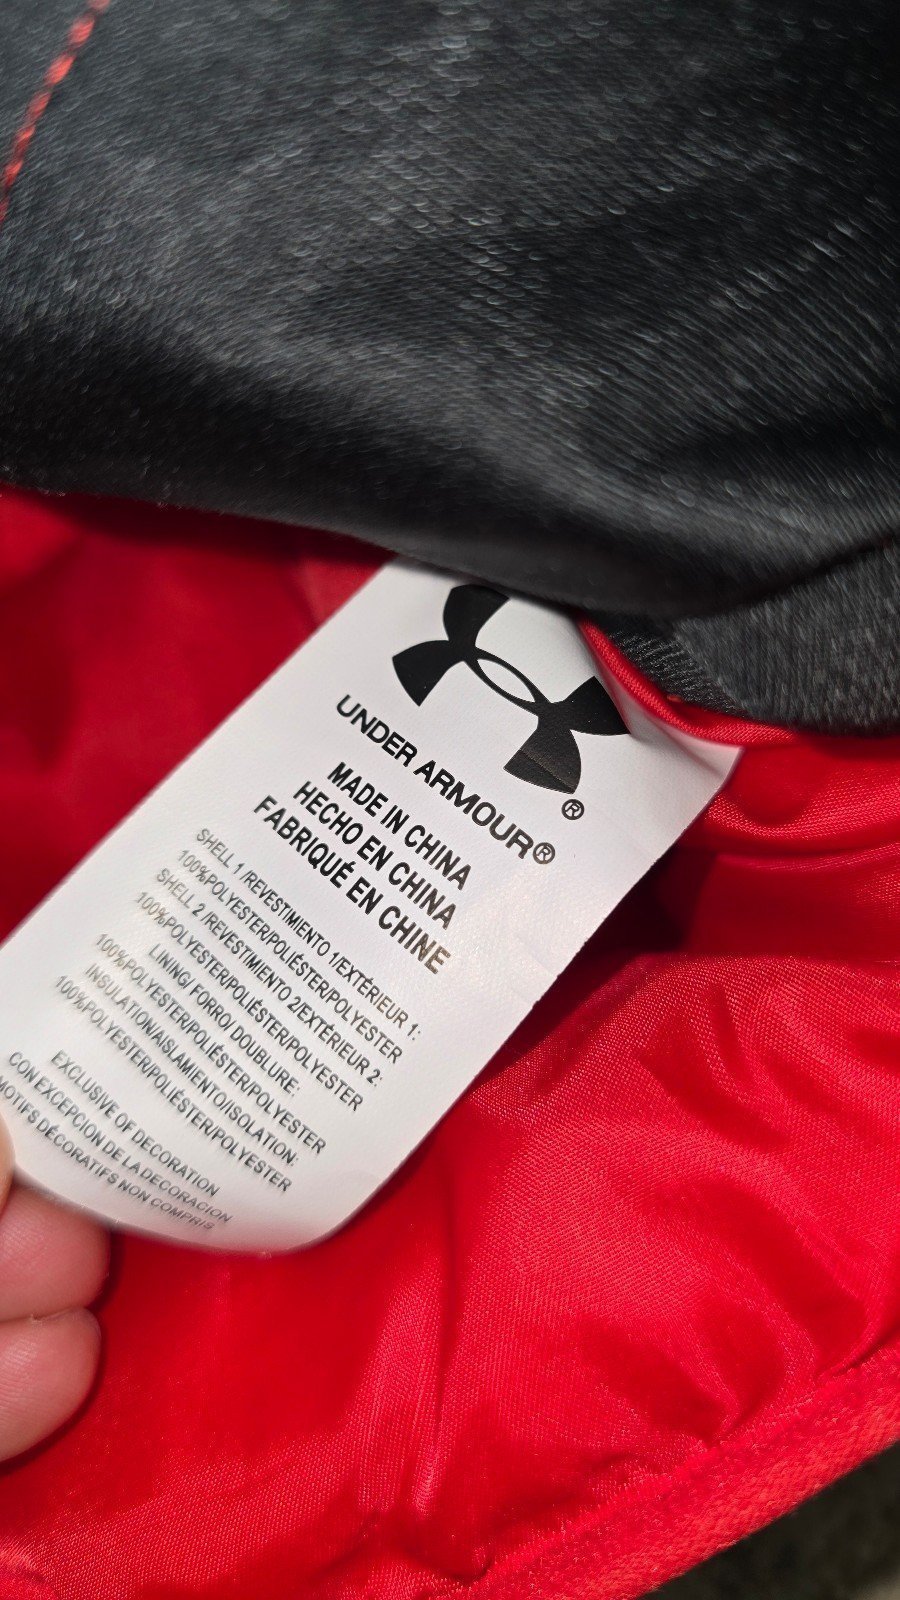 ®
UNDER ARMOUR®
MADE IN CHINA
HECHO EN CHINA
FABRIQUÉ EN CHINE
SHELL 1 /REVESTIMIENTO 1/EXTÉRIEUR 1:
100%POLYESTER/POLIÉSTER/POLYESTER
SHELL 2 /REVESTIMIENTO 2/EXTÉRIEUR 2:
100%POLYESTER/POLIÉSTER/POLYESTER
LINING/ FORRO/ DOUBLURE:
100%POLYESTER/POLIÉSTER/POLYESTER
INSULATION/AISLAMIENTO/ISOLATION:
100%POLYESTER/POLIÉSTER/POLYESTER
EXCLUSIVE OF DECORATION
CON EXCEPCION DE LA DECORACION
MOTIFS DÉCORATIFS NON COMPRIS